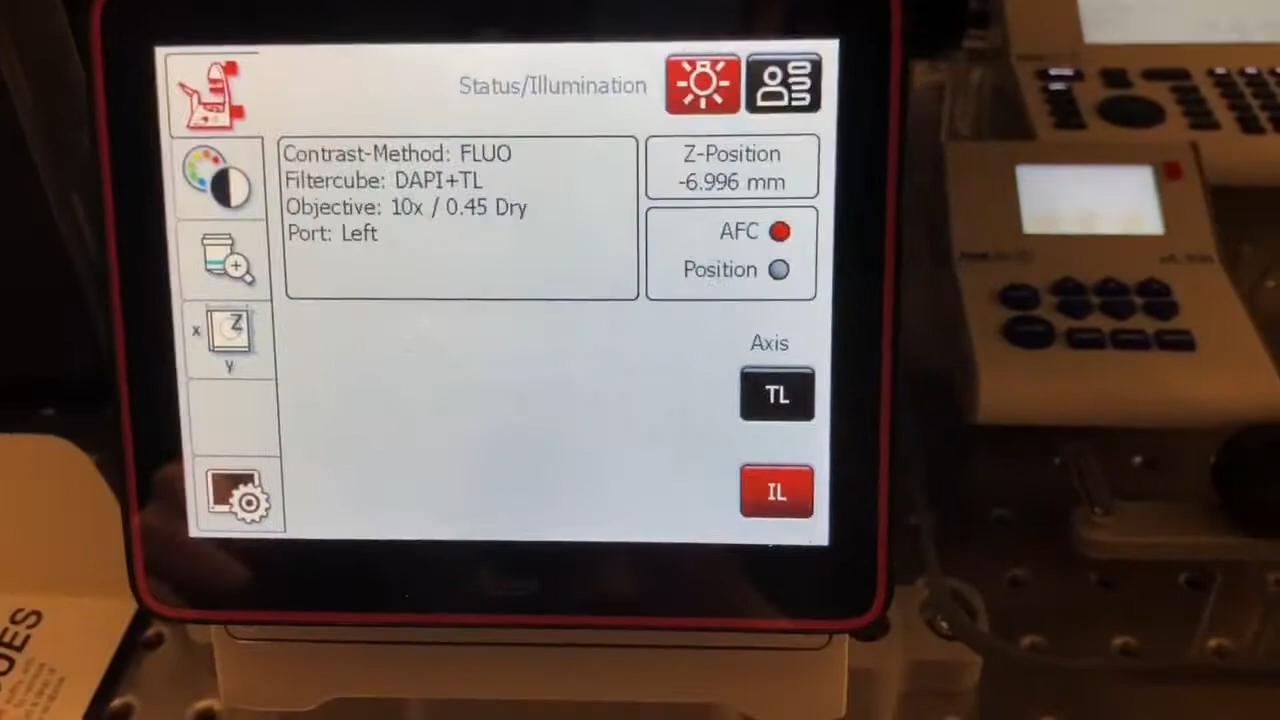 Status/Illumination
Contrast-Method: FLUO
Filtercube: DAPI+TL
Objective: 10x / 0.45 Dry
Port: Left
Z-Position
-6.996 mm
AFC
Position
x
Z
y
Axis
TL
IL